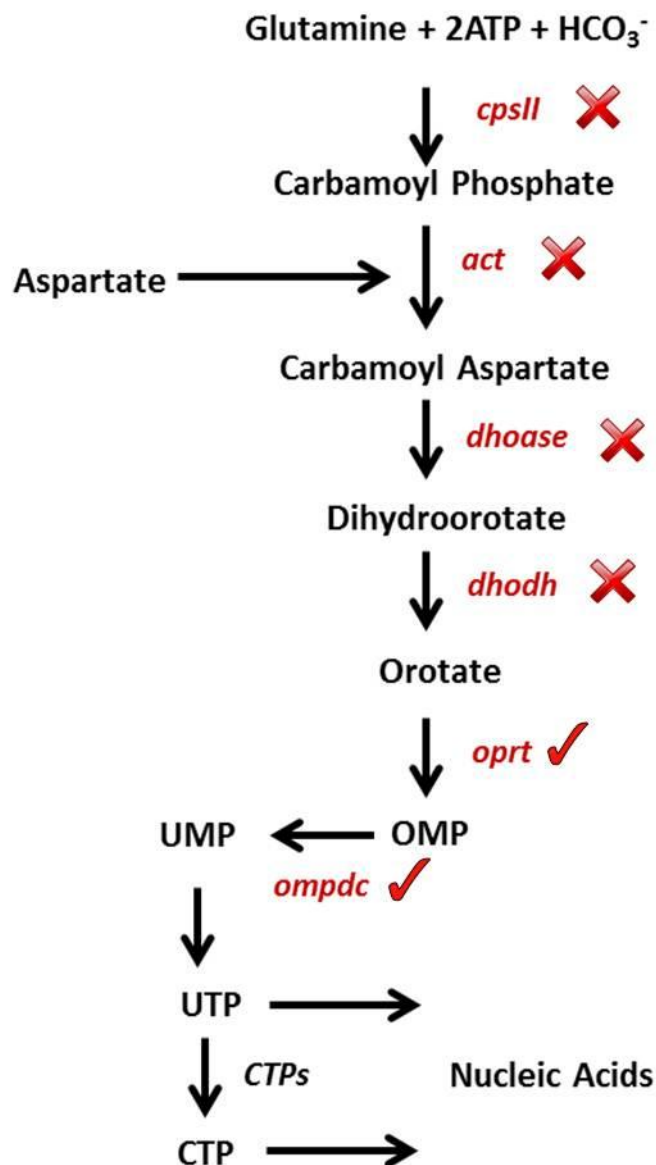 Glutamine + 2ATP + HCO₃⁻
cpsII
Carbamoyl Phosphate
act
Aspartate
Carbamoyl Aspartate
dhoase
Dihydroorotate
dhodh
Orotate
oprt
UMP
OMP
ompdc
UTP
CTPs
Nucleic Acids
CTP